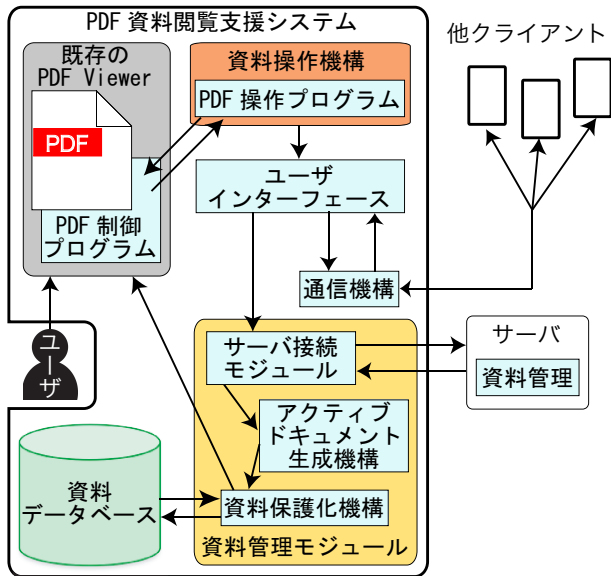 PDF 資料閲覧支援システム
既存の
PDF Viewer
PDF
PDF 制御
プログラム
資料操作機構
PDF 操作プログラム
ユーザ
インターフェース
通信機構
他クライアント
ユーザ
サーバ接続
モジュール
アクティブ
ドキュメント
生成機構
資料保護化機構
資料管理モジュール
サーバ
資料管理
資料
データベース